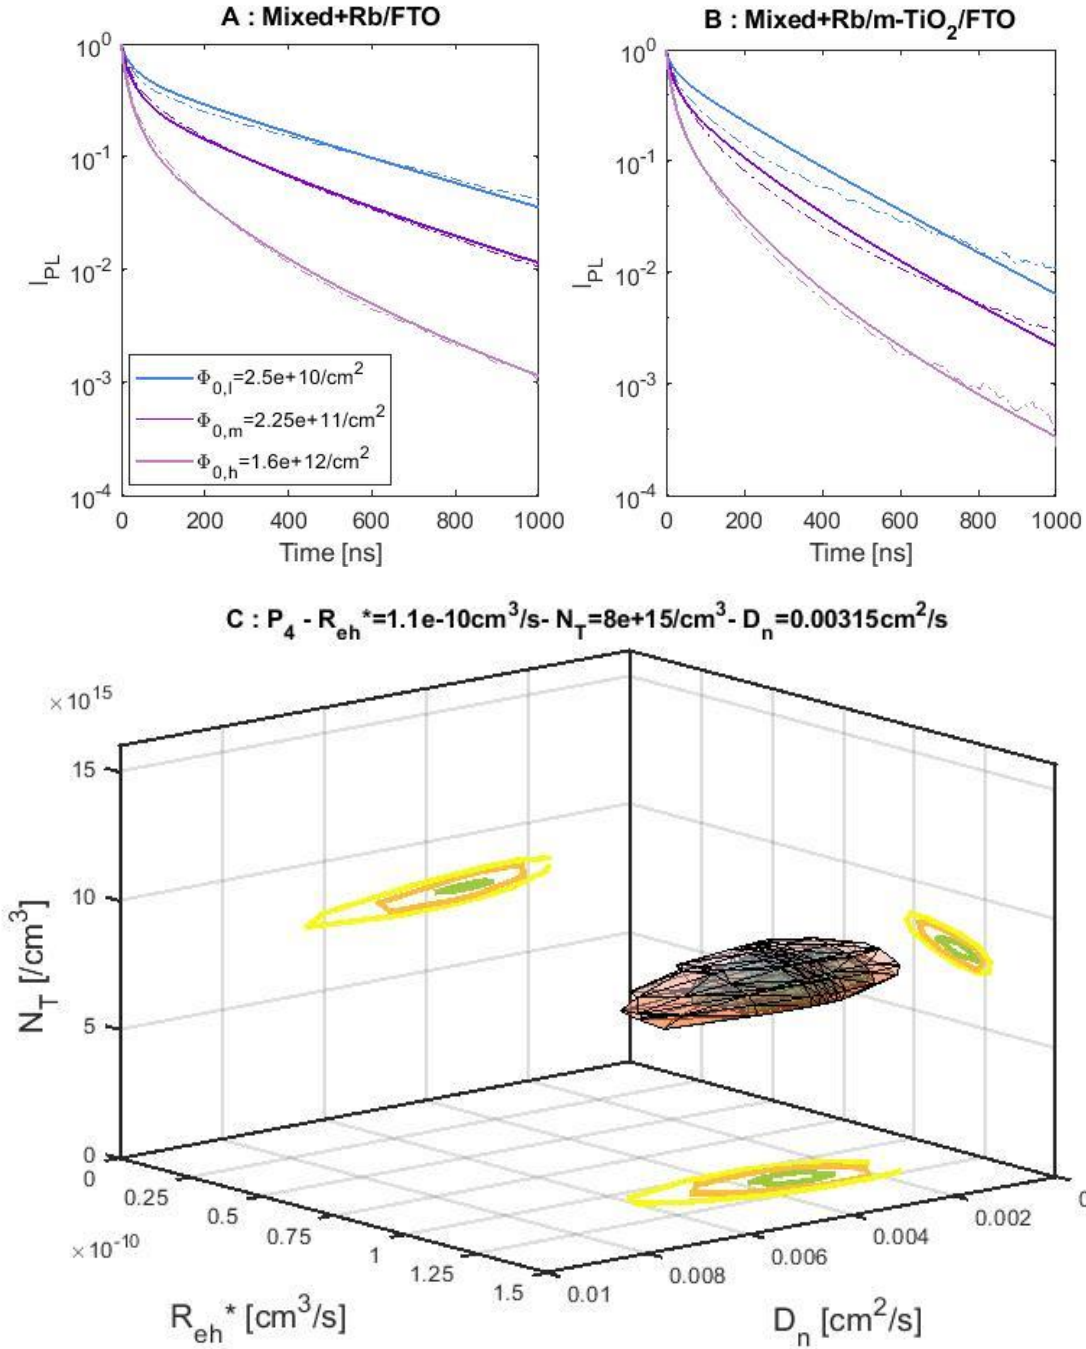 A : Mixed+Rb/FTO
B : Mixed+Rb/m-TiO2/FTO
10^0
10^-1
10^-2
10^-3
10^-4
I_PL
Φ_0,l=2.5e+10/cm^2
Φ_0,m=2.25e+11/cm^2
Φ_0,h=1.6e+12/cm^2
0 200 400 600 800 1000
Time [ns]
10^0
10^-1
10^-2
10^-3
10^-4
I_PL
0 200 400 600 800 1000
Time [ns]
C : P_4 - R_eh*=1.1e-10cm^3/s- N_T=8e+15/cm^3- D_n=0.00315cm^2/s
×10^15
15
10
5
0
N_T [/cm^3]
0
0.25
0.5
0.75
1
1.25
1.5
×10^-10
R_eh* [cm^3/s]
0.01
0.008
0.006
0.004
0.002
0
D_n [cm^2/s]